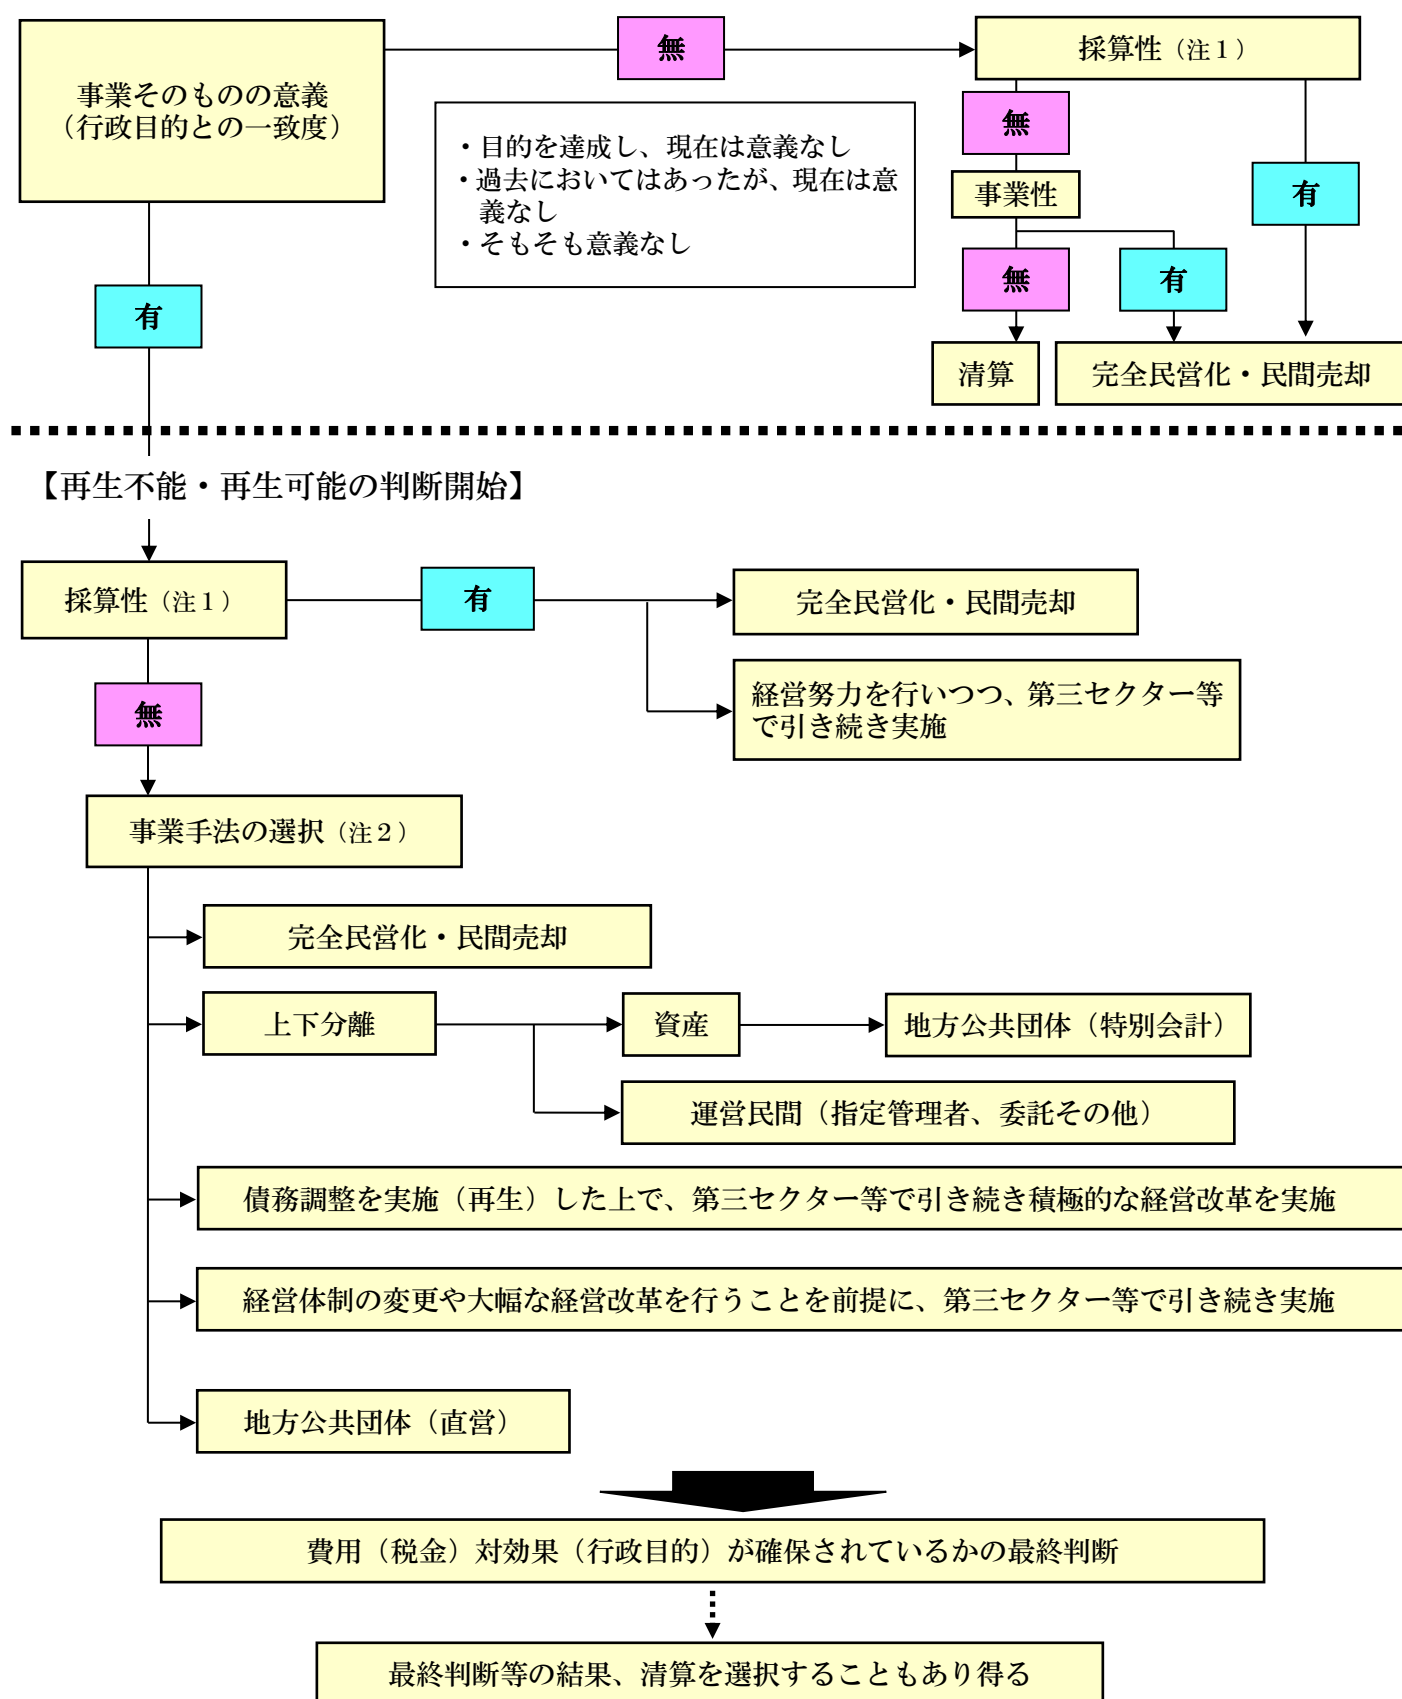 事業そのものの意義
（行政目的との一致度）
無
採算性（注１）
・目的を達成し、現在は意義なし
・過去においてはあったが、現在は意
義なし
・そもそも意義なし
無
有
事業性
無
有
有
清算
完全民営化・民間売却
【再生不能・再生可能の判断開始】
採算性（注１）
有
完全民営化・民間売却
経営努力を行いつつ、第三セクター等
で引き続き実施
無
事業手法の選択（注２）
完全民営化・民間売却
上下分離
資産
地方公共団体（特別会計）
運営民間（指定管理者、委託その他）
債務調整を実施（再生）した上で、第三セクター等で引き続き積極的な経営改革を実施
経営体制の変更や大幅な経営改革を行うことを前提に、第三セクター等で引き続き実施
地方公共団体（直営）
費用（税金）対効果（行政目的）が確保されているかの最終判断
最終判断等の結果、清算を選択することもあり得る